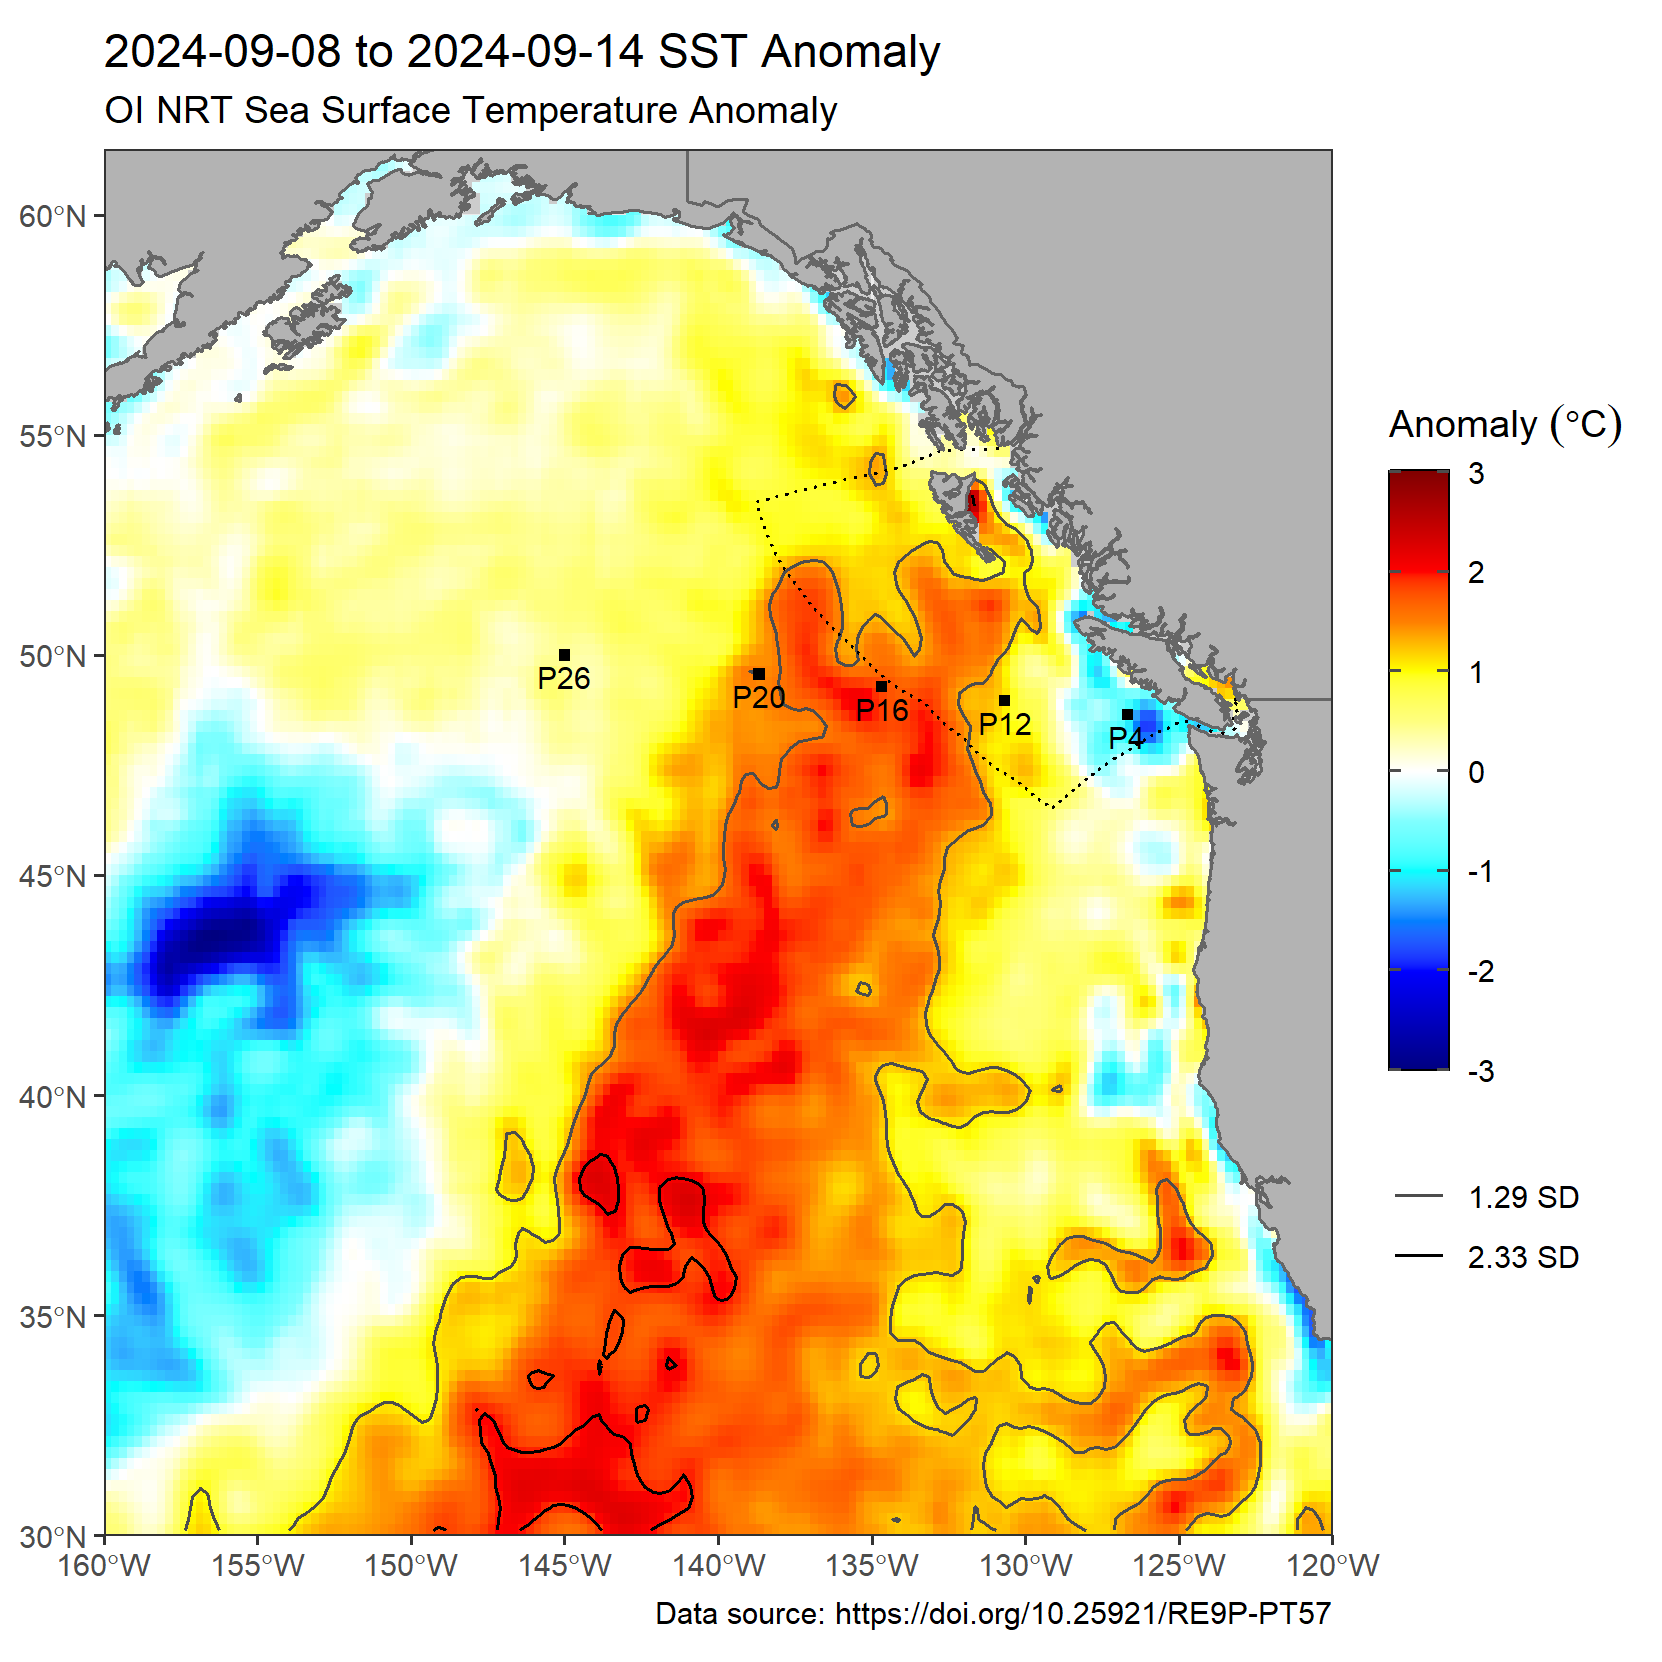 2024-09-08 to 2024-09-14 SST Anomaly
OI NRT Sea Surface Temperature Anomaly
60°N
55°N
50°N
45°N
40°N
35°N
30°N
160°W
155°W
150°W
145°W
140°W
135°W
130°W
125°W
120°W
P26
P20
P16
P12
P4
Anomaly (°C)
3
2
1
0
-1
-2
-3
1.29 SD
2.33 SD
Data source: https://doi.org/10.25921/RE9P-PT57